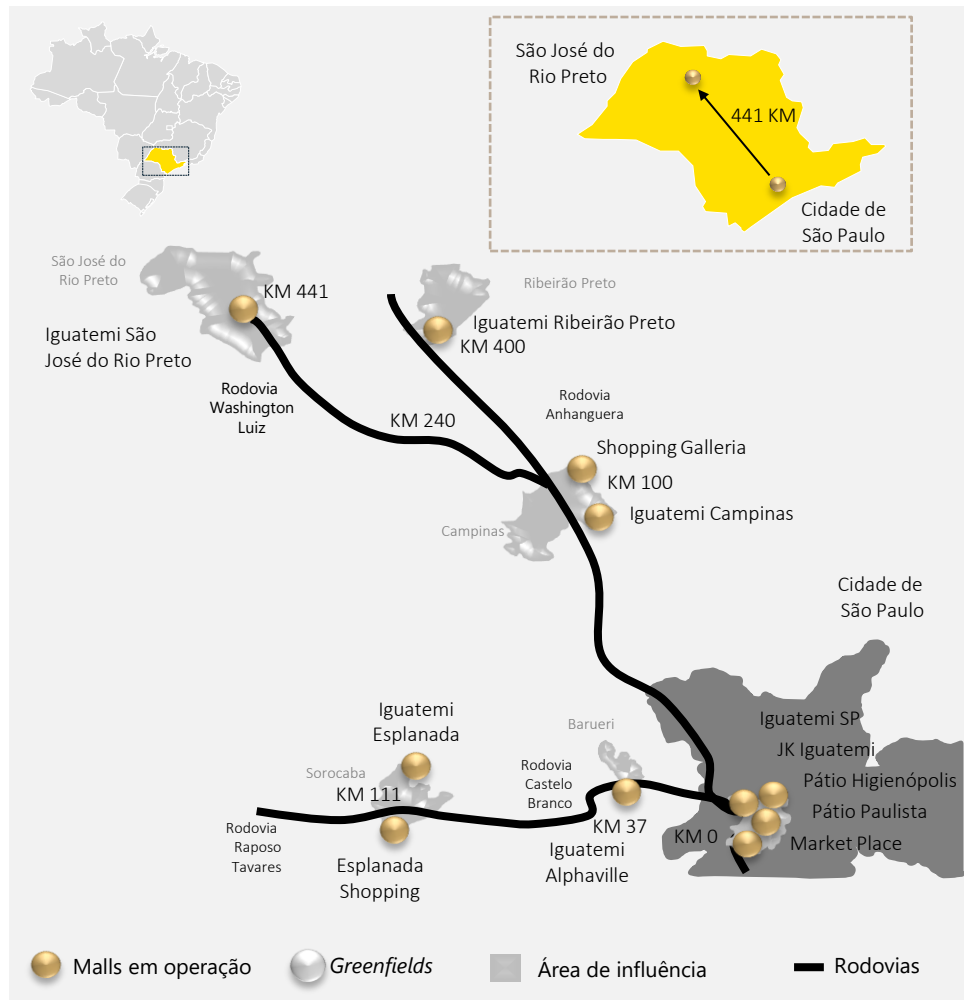 São José do
Rio Preto
441 KM
Cidade de
São Paulo
São José do
Rio Preto
KM 441
Iguatemi São
José do Rio Preto
Ribeirão Preto
Iguatemi Ribeirão Preto
KM 400
Rodovia
Washington
Luiz
KM 240
Rodovia
Anhanguera
Shopping Galleria
KM 100
Iguatemi Campinas
Campinas
Cidade de
São Paulo
Iguatemi SP
JK Iguatemi
Pátio Higienópolis
Pátio Paulista
Market Place
KM 0
Barueri
Rodovia
Castelo
Branco
KM 37
Iguatemi
Alphaville
Iguatemi
Esplanada
Sorocaba
KM 111
Rodovia
Raposo
Tavares
Esplanada
Shopping
Malls em operação
Greenfields
Área de influência
Rodovias